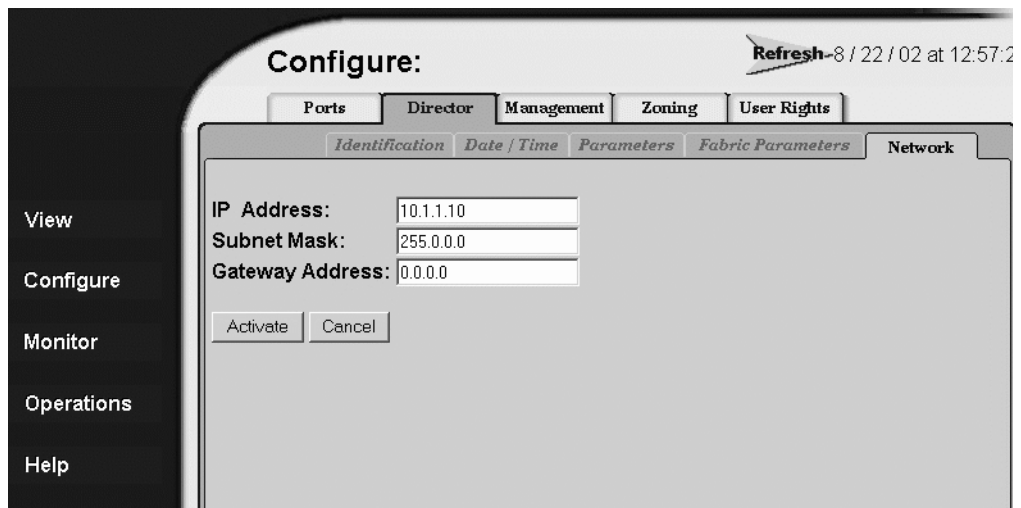 Configure:
Refresh-8 / 22 / 02 at 12:57:2
Ports Director Management Zoning User Rights
Identification Date / Time Parameters Fabric Parameters Network
View
Configure
Monitor
Operations
Help
IP Address: 10.1.1.10
Subnet Mask: 255.0.0.0
Gateway Address: 0.0.0.0
Activate Cancel